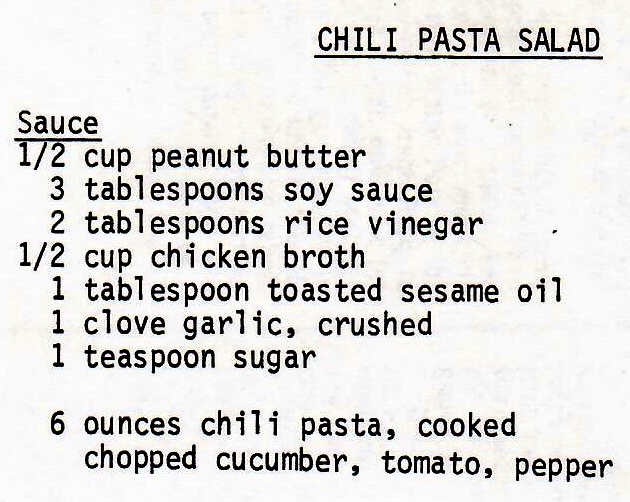 CHILI PASTA SALAD
Sauce
1/2 cup peanut butter
3 tablespoons soy sauce
2 tablespoons rice vinegar
1/2 cup chicken broth
1 tablespoon toasted sesame oil
1 clove garlic, crushed
1 teaspoon sugar
6 ounces chili pasta, cooked
chopped cucumber, tomato, pepper